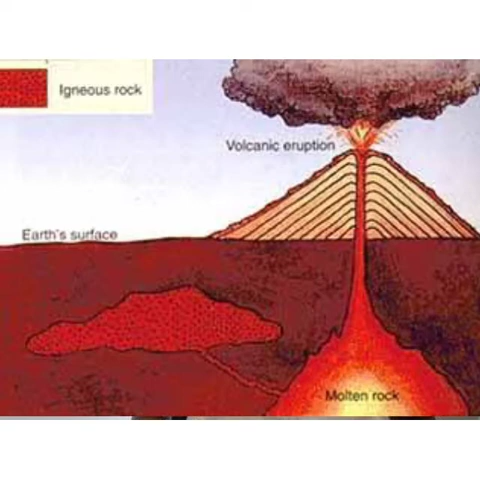 Igneous rock
Volcanic eruption
Earth's surface
Molten rock